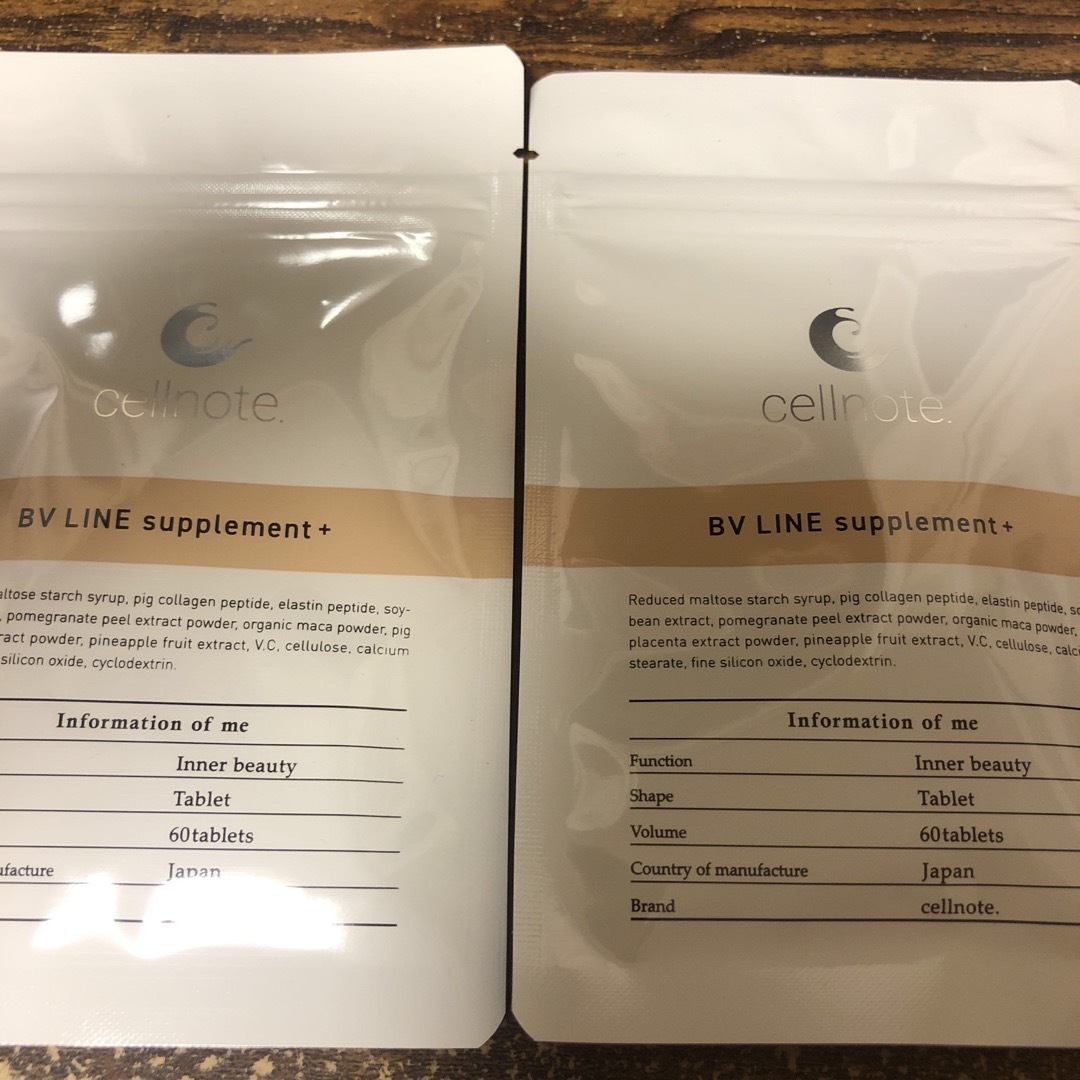 cellnote.
BV LINE supplement+
altose starch syrup, pig collagen peptide, elastin peptide, soy-
, pomegranate peel extract powder, organic maca powder, pig
ract powder, pineapple fruit extract, V.C, cellulose, calcium
silicon oxide, cyclodextrin.
Information of me
Inner beauty
Tablet
60tablets
ufacture Japan
cellnote.
BV LINE supplement+
Reduced maltose starch syrup, pig collagen peptide, elastin peptide, so
bean extract, pomegranate peel extract powder, organic maca powder,
placenta extract powder, pineapple fruit extract, V.C, cellulose, calci
stearate, fine silicon oxide, cyclodextrin.
Information of me
Function Inner beauty
Shape Tablet
Volume 60tablets
Country of manufacture Japan
Brand cellnote.